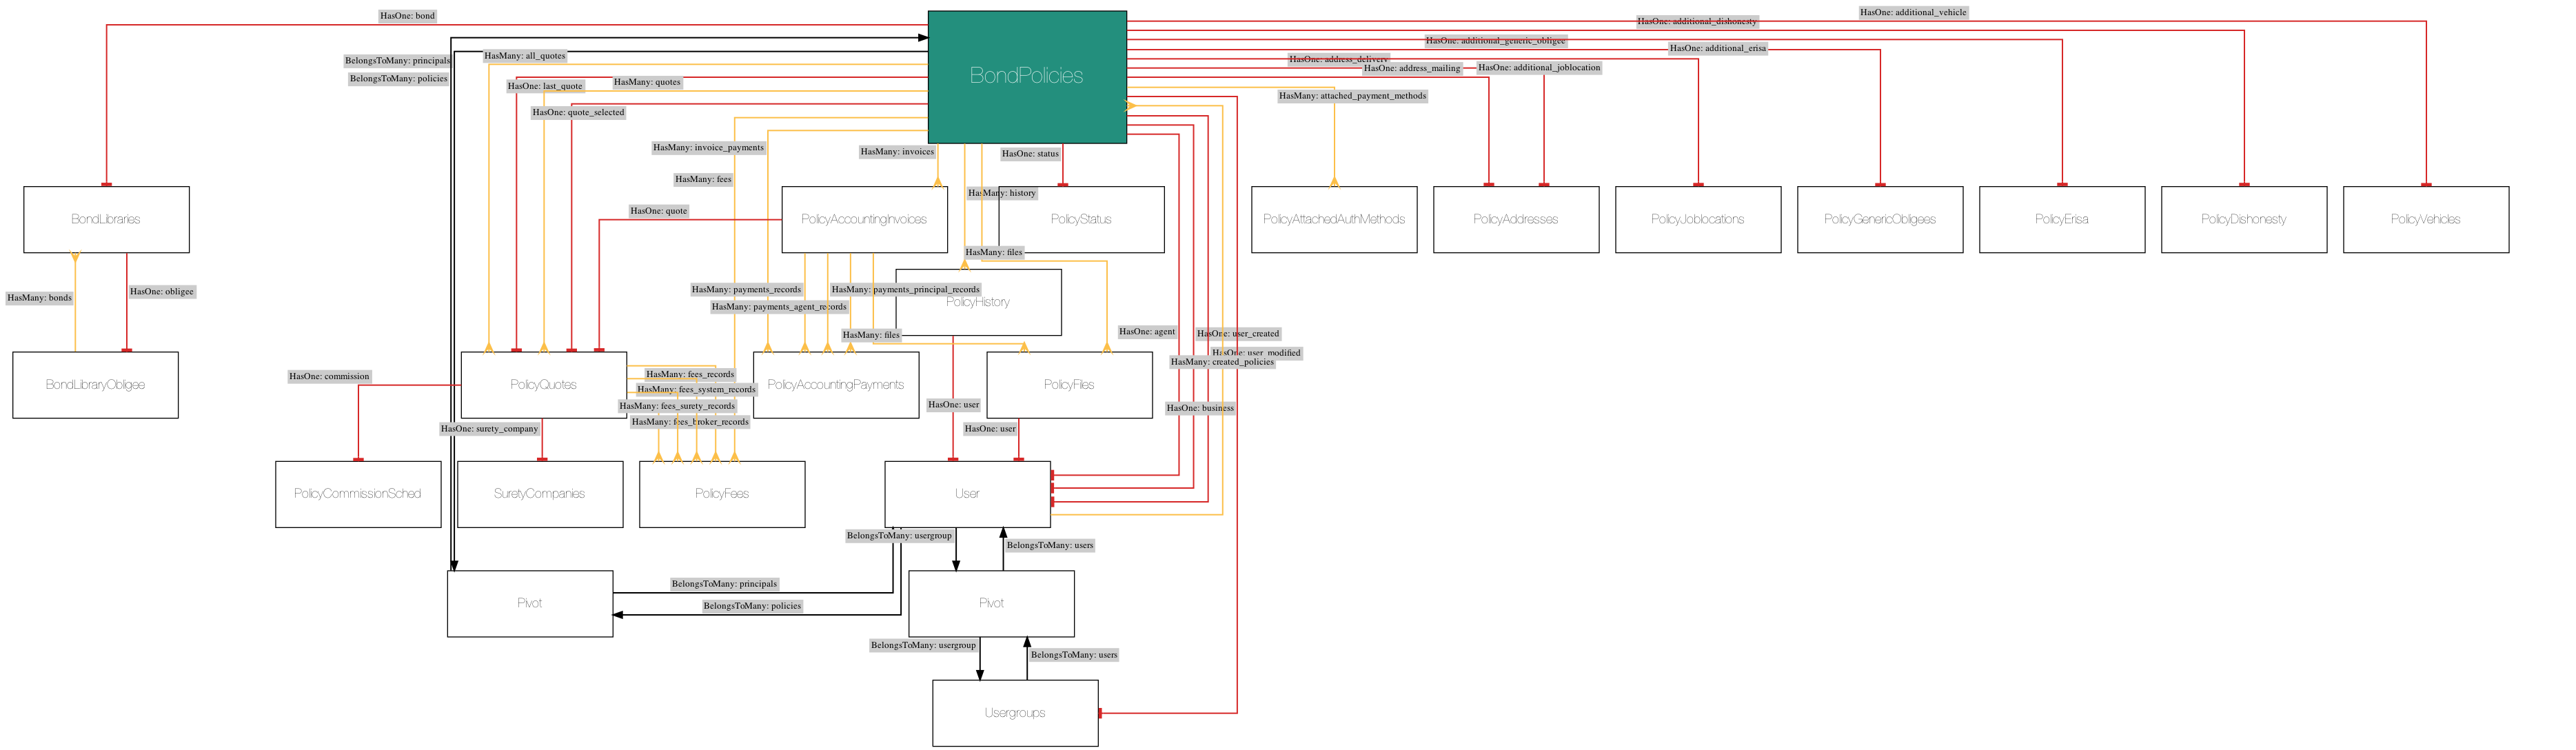 HasOne: bond
HasOne: additional_vehicle
HasOne: additional_dishonesty
HasOne: additional_generic_obligee
HasOne: additional_erisa
BelongsToMany: principals
BelongsToMany: policies
HasMany: all_quotes
BondPolicies
HasOne: address_delivery
HasOne: address_mailing
HasOne: additional_joblocation
HasOne: last_quote
HasMany: quotes
HasMany: attached_payment_methods
HasOne: quote_selected
HasMany: invoice_payments
HasMany: invoices
HasOne: status
HasMany: fees
HasMany: history
BondLibraries
HasOne: quote
PolicyAccountingInvoices
PolicyStatus
PolicyAttachedAuthMethods
PolicyAddresses
PolicyJoblocations
PolicyGenericObligees
PolicyErisa
PolicyDishonesty
PolicyVehicles
HasMany: files
HasMany: bonds
HasOne: obligee
HasMany: payments_records
HasMany: payments_principal_records
HasMany: payments_agent_records
PolicyHistory
HasMany: files
HasOne: agent
HasOne: user_created
HasOne: user_modified
HasMany: created_policies
BondLibraryObligee
HasOne: commission
PolicyQuotes
HasMany: fees_records
HasMany: fees_system_records
HasMany: fees_surety_records
HasMany: fees_broker_records
PolicyAccountingPayments
PolicyFiles
HasOne: user
HasOne: business
HasOne: surety_company
HasOne: user
PolicyCommissionSched
SuretyCompanies
PolicyFees
User
BelongsToMany: usergroup
BelongsToMany: users
BelongsToMany: principals
Pivot
BelongsToMany: policies
Pivot
BelongsToMany: usergroup
BelongsToMany: users
Usergroups